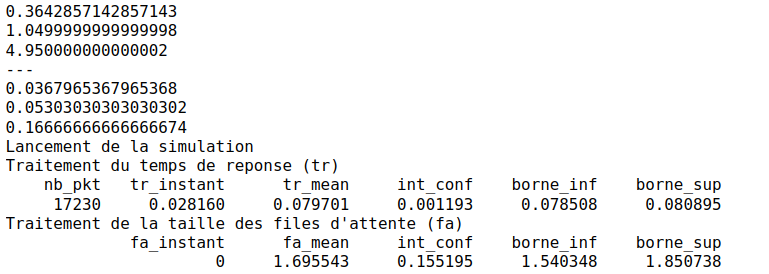 0.3642857142857143
1.0499999999999998
4.950000000000002
---
0.0367965367965368
0.05303030303030302
0.16666666666666674
Lancement de la simulation
Traitement du temps de reponse (tr)
nb_pkt tr_instant tr_mean int_conf borne_inf borne_sup
17230 0.028160 0.079701 0.001193 0.078508 0.080895
Traitement de la taille des files d'attente (fa)
fa_instant fa_mean int_conf borne_inf borne_sup
0 1.695543 0.155195 1.540348 1.850738